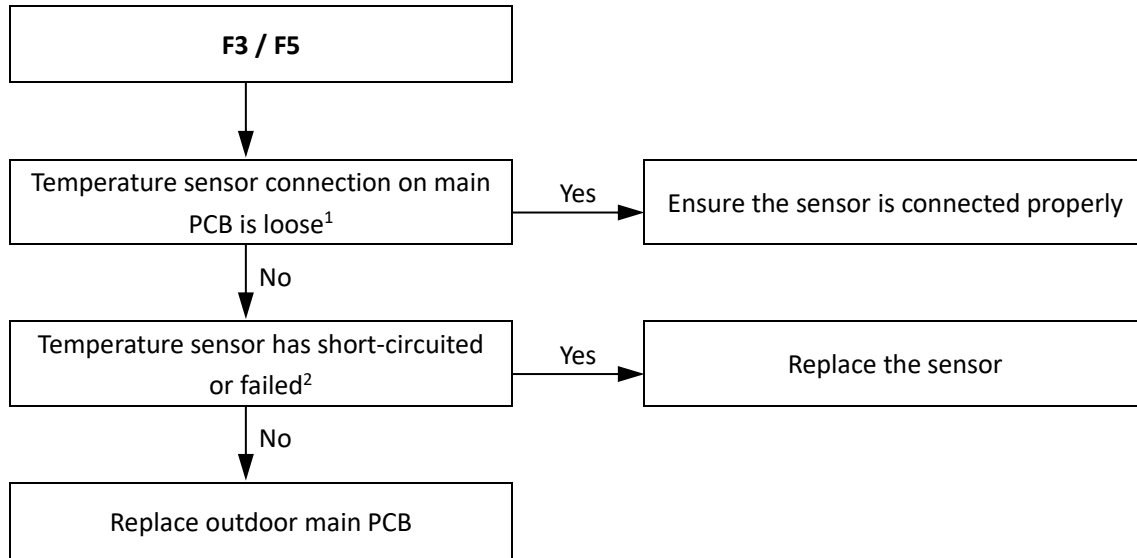 F3 / F5
Temperature sensor connection on main
PCB is loose¹
Yes
Ensure the sensor is connected properly
No
Temperature sensor has short-circuited
or failed²
Yes
Replace the sensor
No
Replace outdoor main PCB